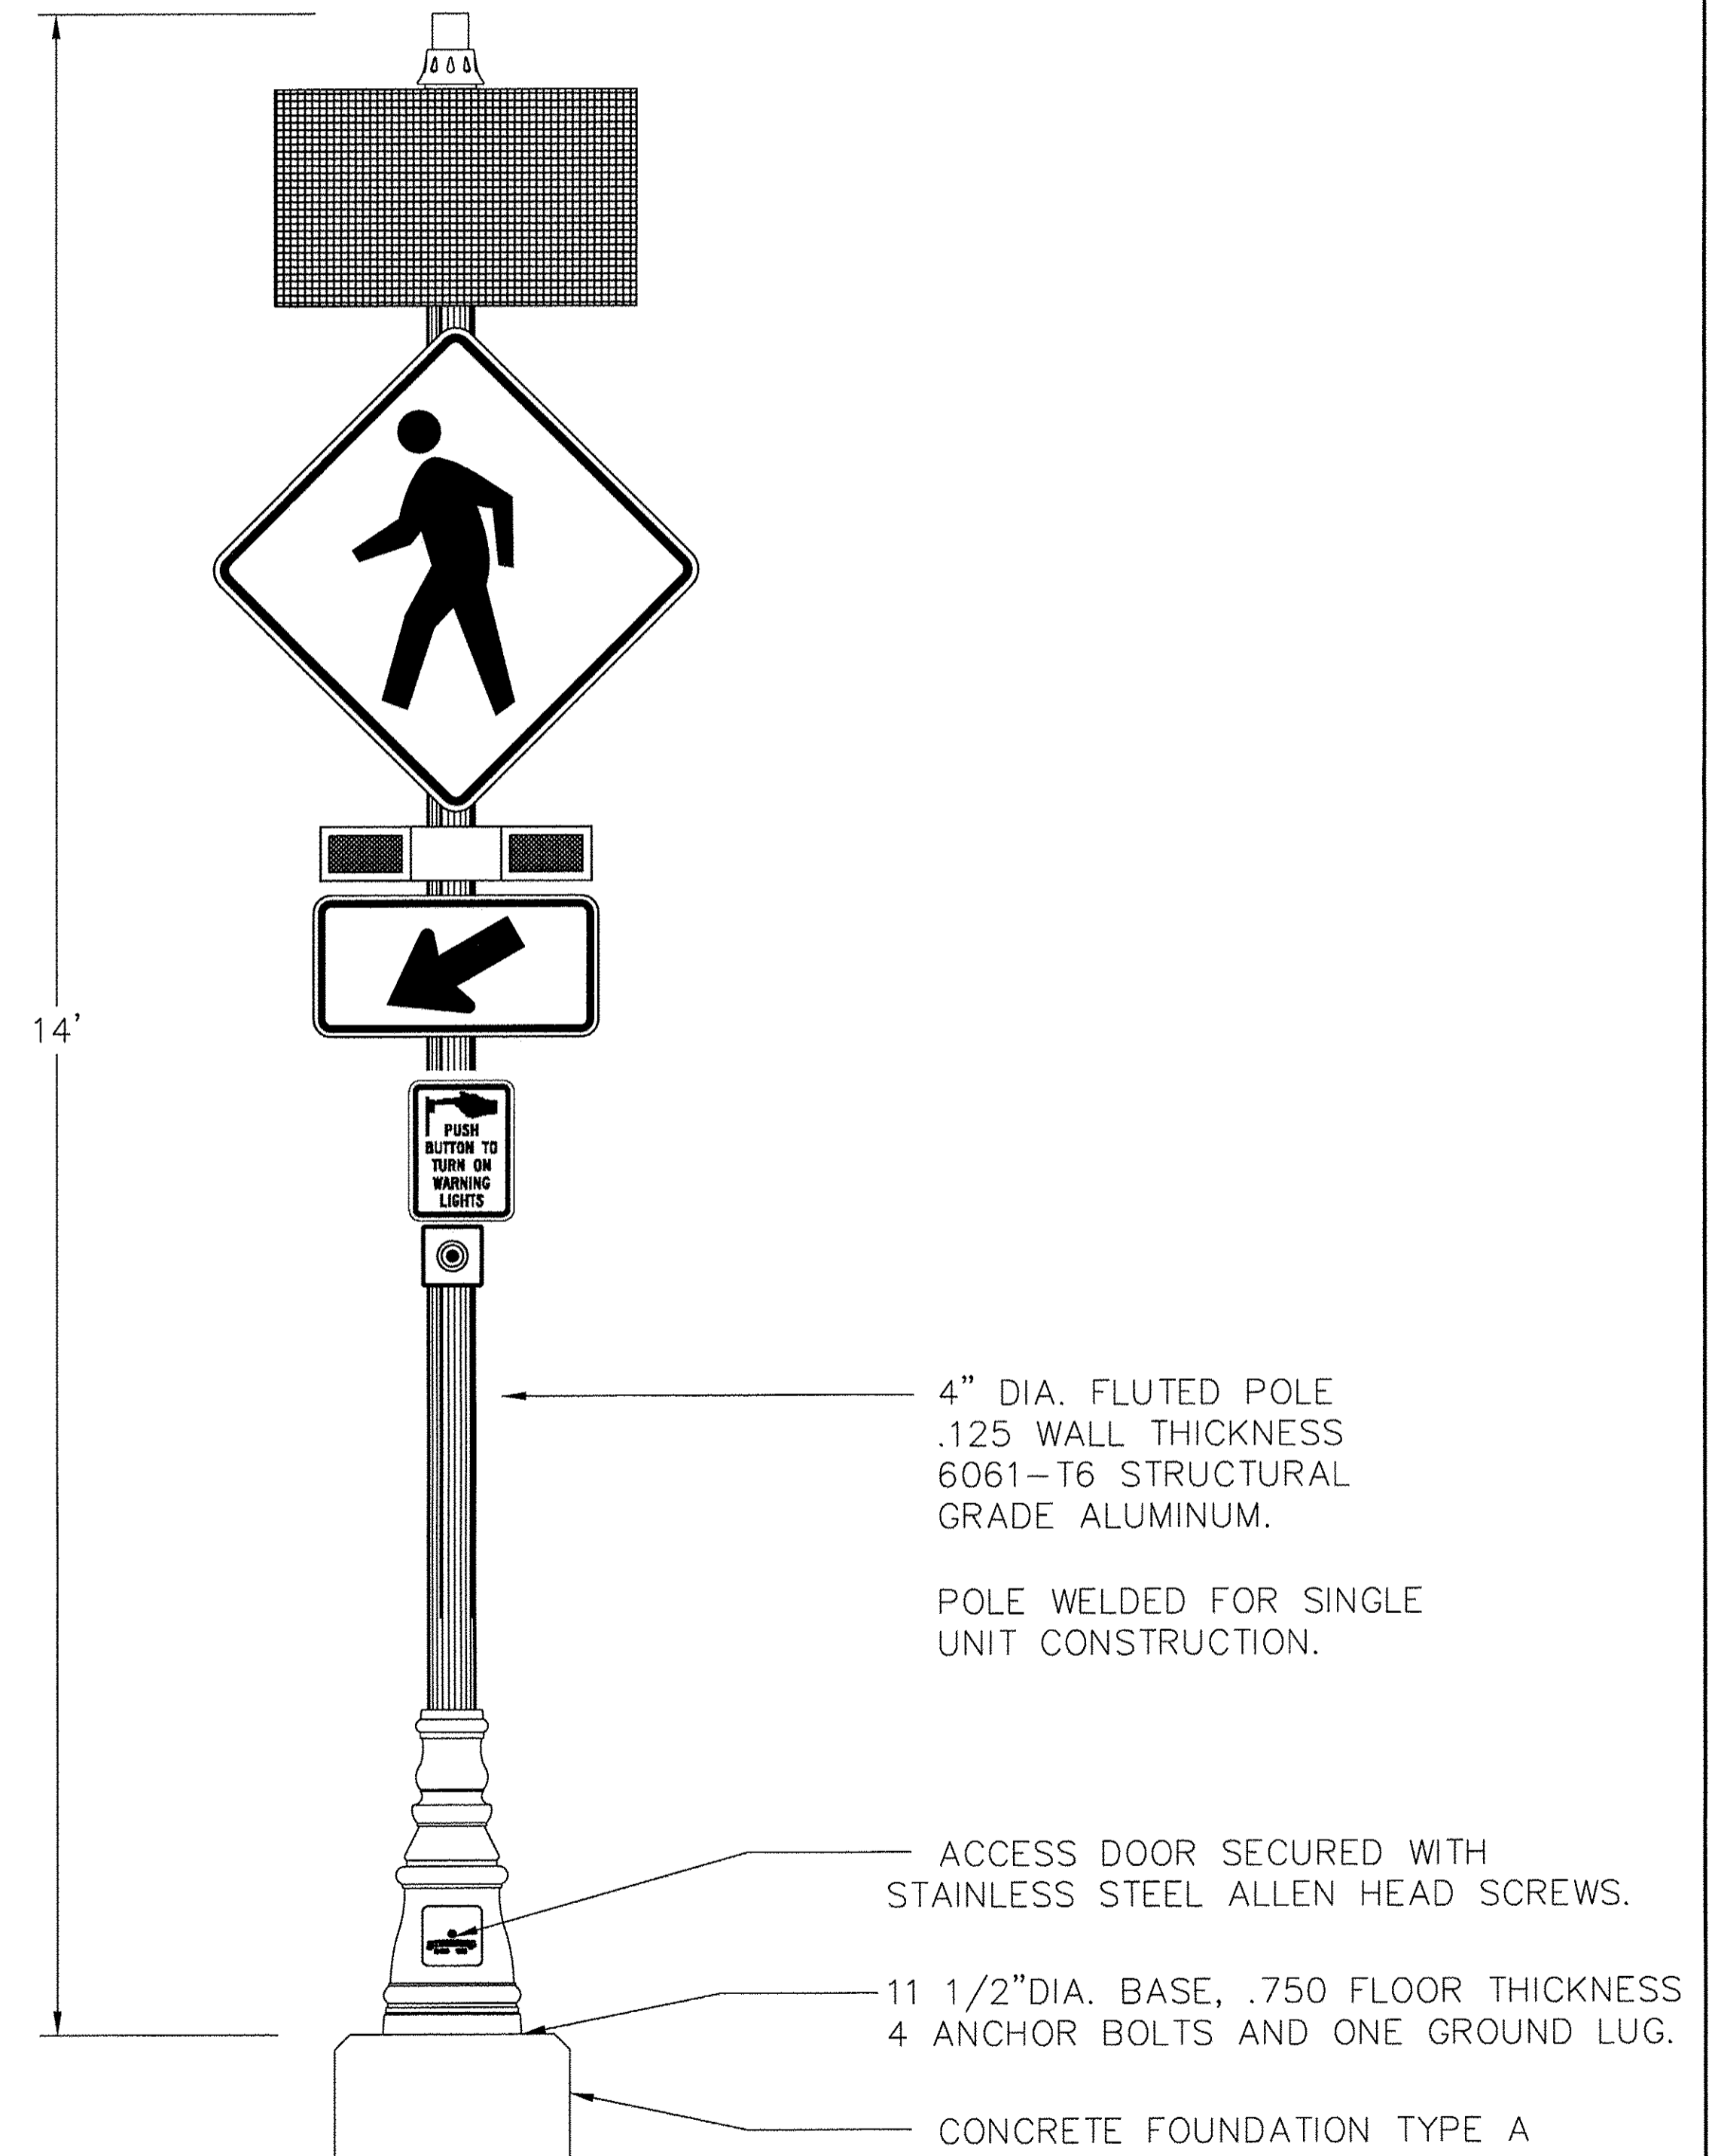 14'
PUSH
BUTTON TO
TURN ON
WARNING
LIGHTS
4" DIA. FLUTED POLE
.125 WALL THICKNESS
6061-T6 STRUCTURAL
GRADE ALUMINUM.
POLE WELDED FOR SINGLE
UNIT CONSTRUCTION.
ACCESS DOOR SECURED WITH
STAINLESS STEEL ALLEN HEAD SCREWS.
11 1/2"DIA. BASE, .750 FLOOR THICKNESS
4 ANCHOR BOLTS AND ONE GROUND LUG.
CONCRETE FOUNDATION TYPE A